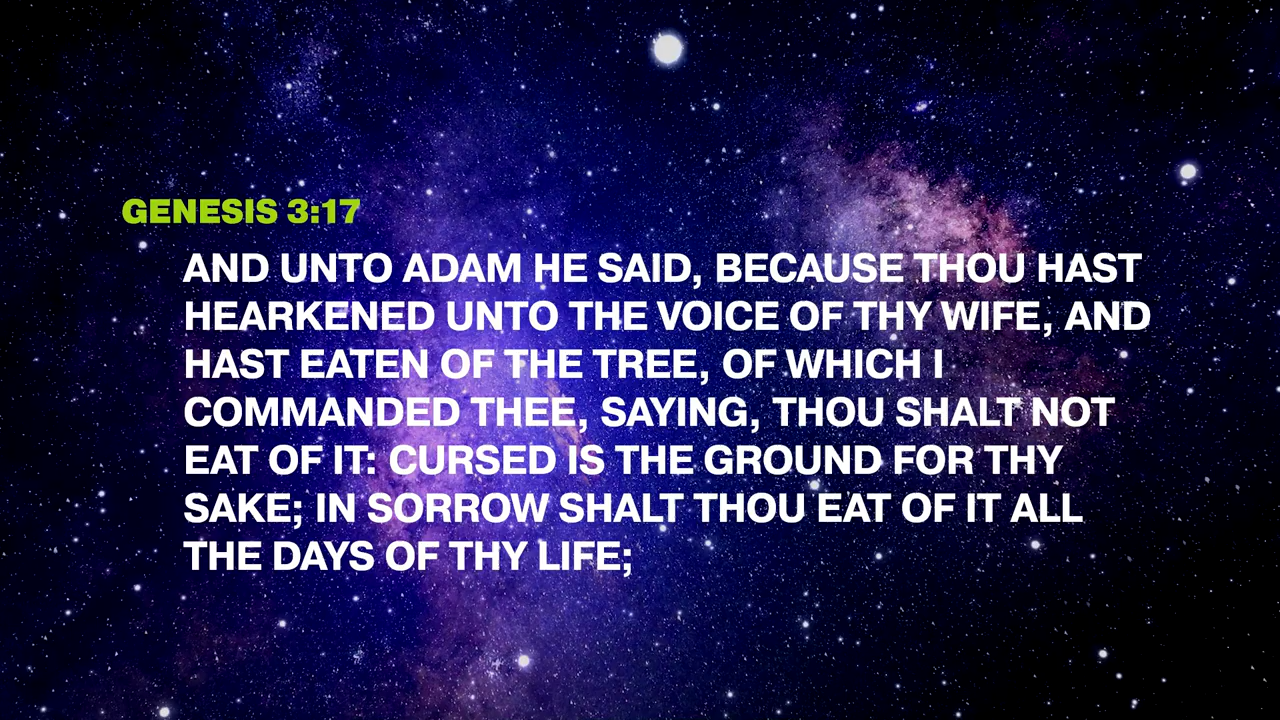 GENESIS 3:17
AND UNTO ADAM HE SAID, BECAUSE THOU HAST
HEARKENED UNTO THE VOICE OF THY WIFE, AND
HAST EATEN OF THE TREE, OF WHICH I
COMMANDED THEE, SAYING, THOU SHALT NOT
EAT OF IT: CURSED IS THE GROUND FOR THY
SAKE; IN SORROW SHALT THOU EAT OF IT ALL
THE DAYS OF THY LIFE;